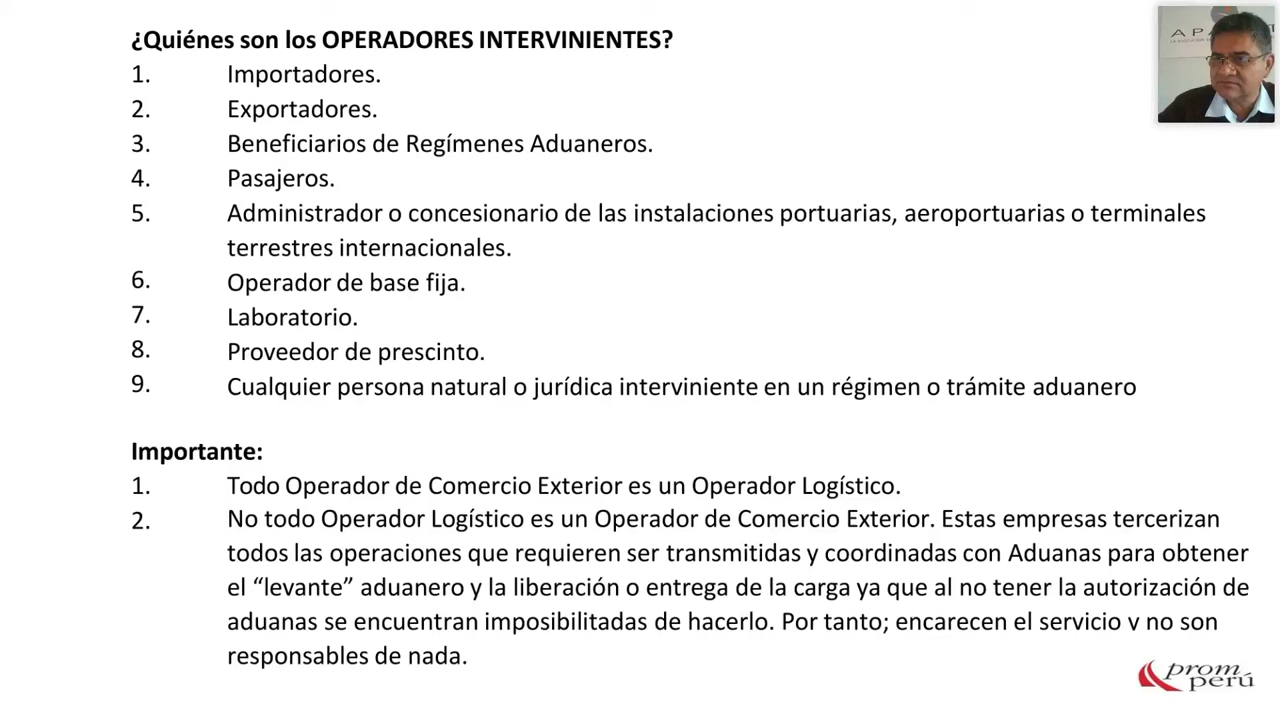 ¿Quiénes son los OPERADORES INTERVINIENTES?
1. Importadores.
2. Exportadores.
3. Beneficiarios de Regímenes Aduaneros.
4. Pasajeros.
5. Administrador o concesionario de las instalaciones portuarias, aeroportuarias o terminales
terrestres internacionales.
6. Operador de base fija.
7. Laboratorio.
8. Proveedor de prescinto.
9. Cualquier persona natural o jurídica interviniente en un régimen o trámite aduanero
Importante:
1. Todo Operador de Comercio Exterior es un Operador Logístico.
2. No todo Operador Logístico es un Operador de Comercio Exterior. Estas empresas tercerizan
todos las operaciones que requieren ser transmitidas y coordinadas con Aduanas para obtener
el “levante” aduanero y la liberación o entrega de la carga ya que al no tener la autorización de
aduanas se encuentran imposibilitadas de hacerlo. Por tanto; encarecen el servicio y no son
responsables de nada.
prom
perú